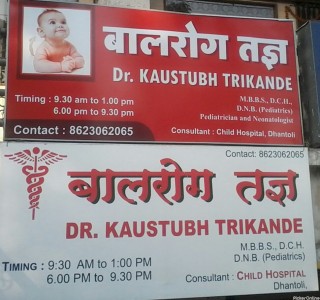 बालरोग तज्ञ
Dr. KAUSTUBH TRIKANDE
M.B.B.S., D.C.H.,
D.N.B. (Pediatrics)
Pediatrician and Neonatologist
Timing : 9.30 am to 1.00 pm
6.00 pm to 9.30 pm
Contact : 8623062065
Consultant : Child Hospital, Dhantoli
Contact: 8623062065
बालरोग तज्ञ
DR. KAUSTUBH TRIKANDE
M.B.B.S., D.C.H.
D.N.B. (Pediatrics)
TIMING : 9:30 AM to 1:00 PM
6.00 PM to 9.30 PM
Consultant : CHILD HOSPITAL
Dhantoli,